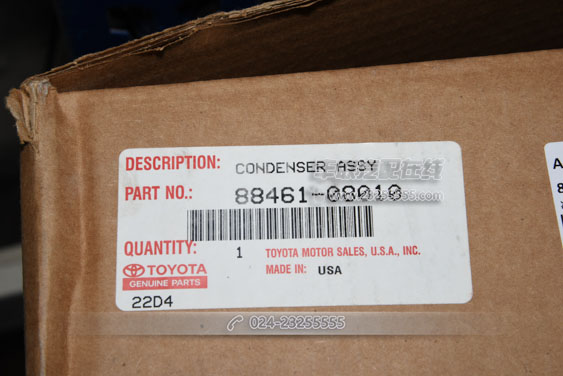 DESCRIPTION: CONDENSER ASSY
PART NO.: 88461-08010
QUANTITY: 1
TOYOTA MOTOR SALES, U.S.A., INC.
MADE IN: USA
TOYOTA
GENUINE PARTS
22D4
A
8
024-23255555